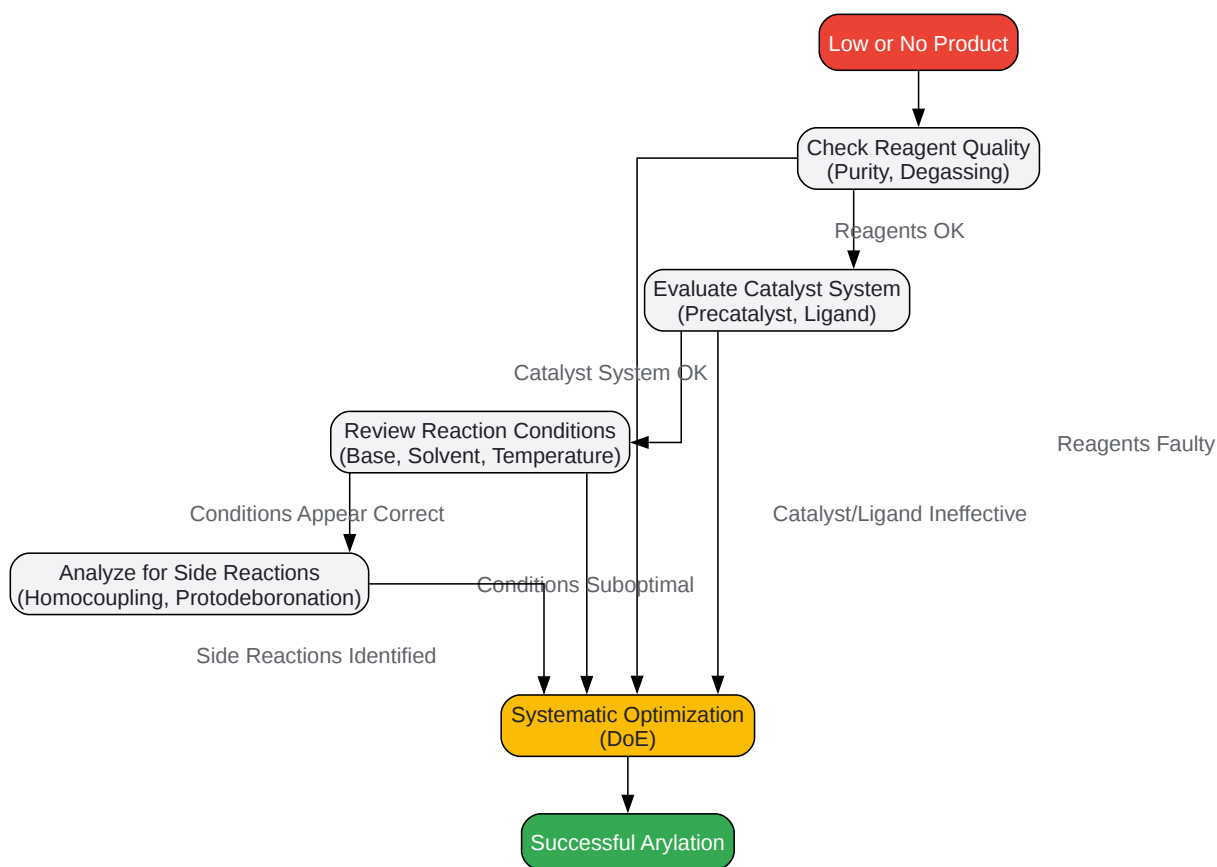 Low or No Product
Check Reagent Quality
(Purity, Degassing)
Reagents OK
Evaluate Catalyst System
(Precatalyst, Ligand)
Catalyst System OK
Review Reaction Conditions
(Base, Solvent, Temperature)
Reagents Faulty
Conditions Appear Correct
Catalyst/Ligand Ineffective
Analyze for Side Reactions
(Homocoupling, Protodeboronation)
Conditions Suboptimal
Side Reactions Identified
Systematic Optimization
(DoE)
Successful Arylation